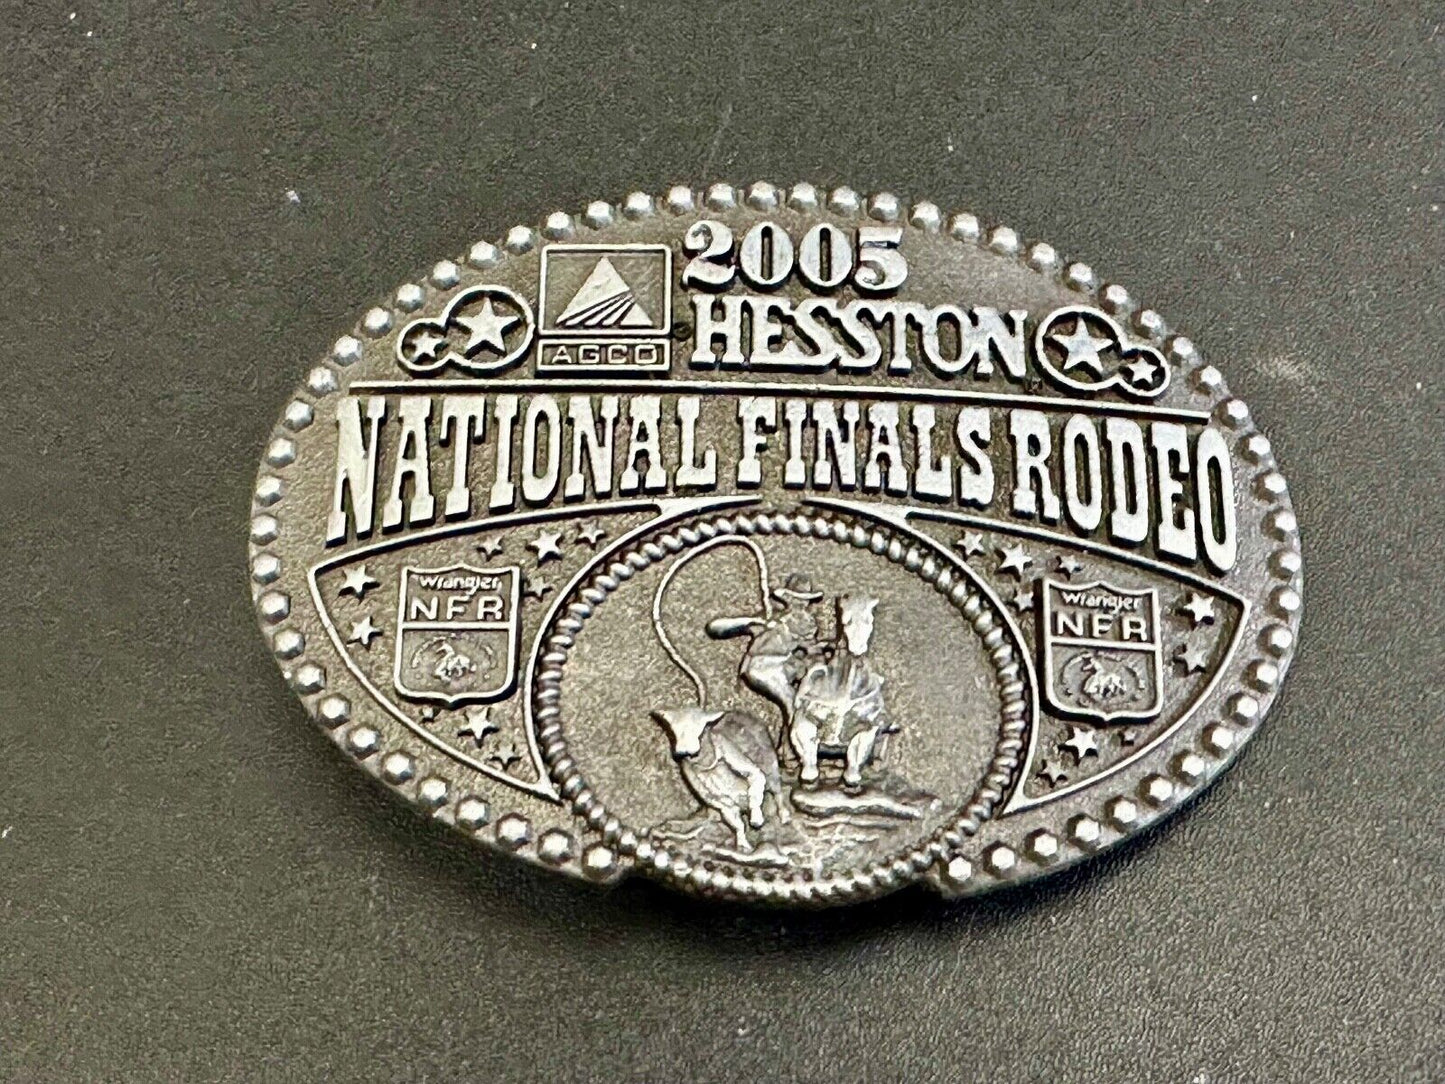 2005
AGCO HESSTON
NATIONAL FINALS RODEO
Wrangler
NFR
Wrangler
NFR